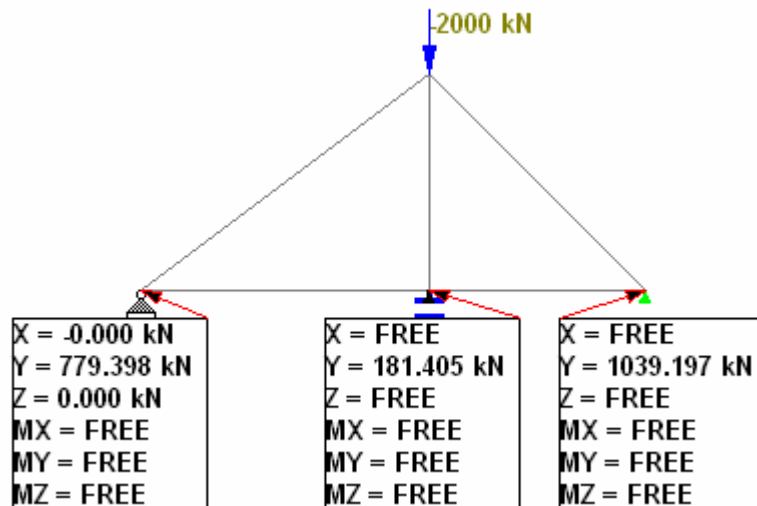 -2000 kN
X = -0.000 kN
Y = 779.398 kN
Z = 0.000 kN
MX = FREE
MY = FREE
MZ = FREE
X = FREE
Y = 181.405 kN
Z = FREE
MX = FREE
MY = FREE
MZ = FREE
X = FREE
Y = 1039.197 kN
Z = FREE
MX = FREE
MY = FREE
MZ = FREE